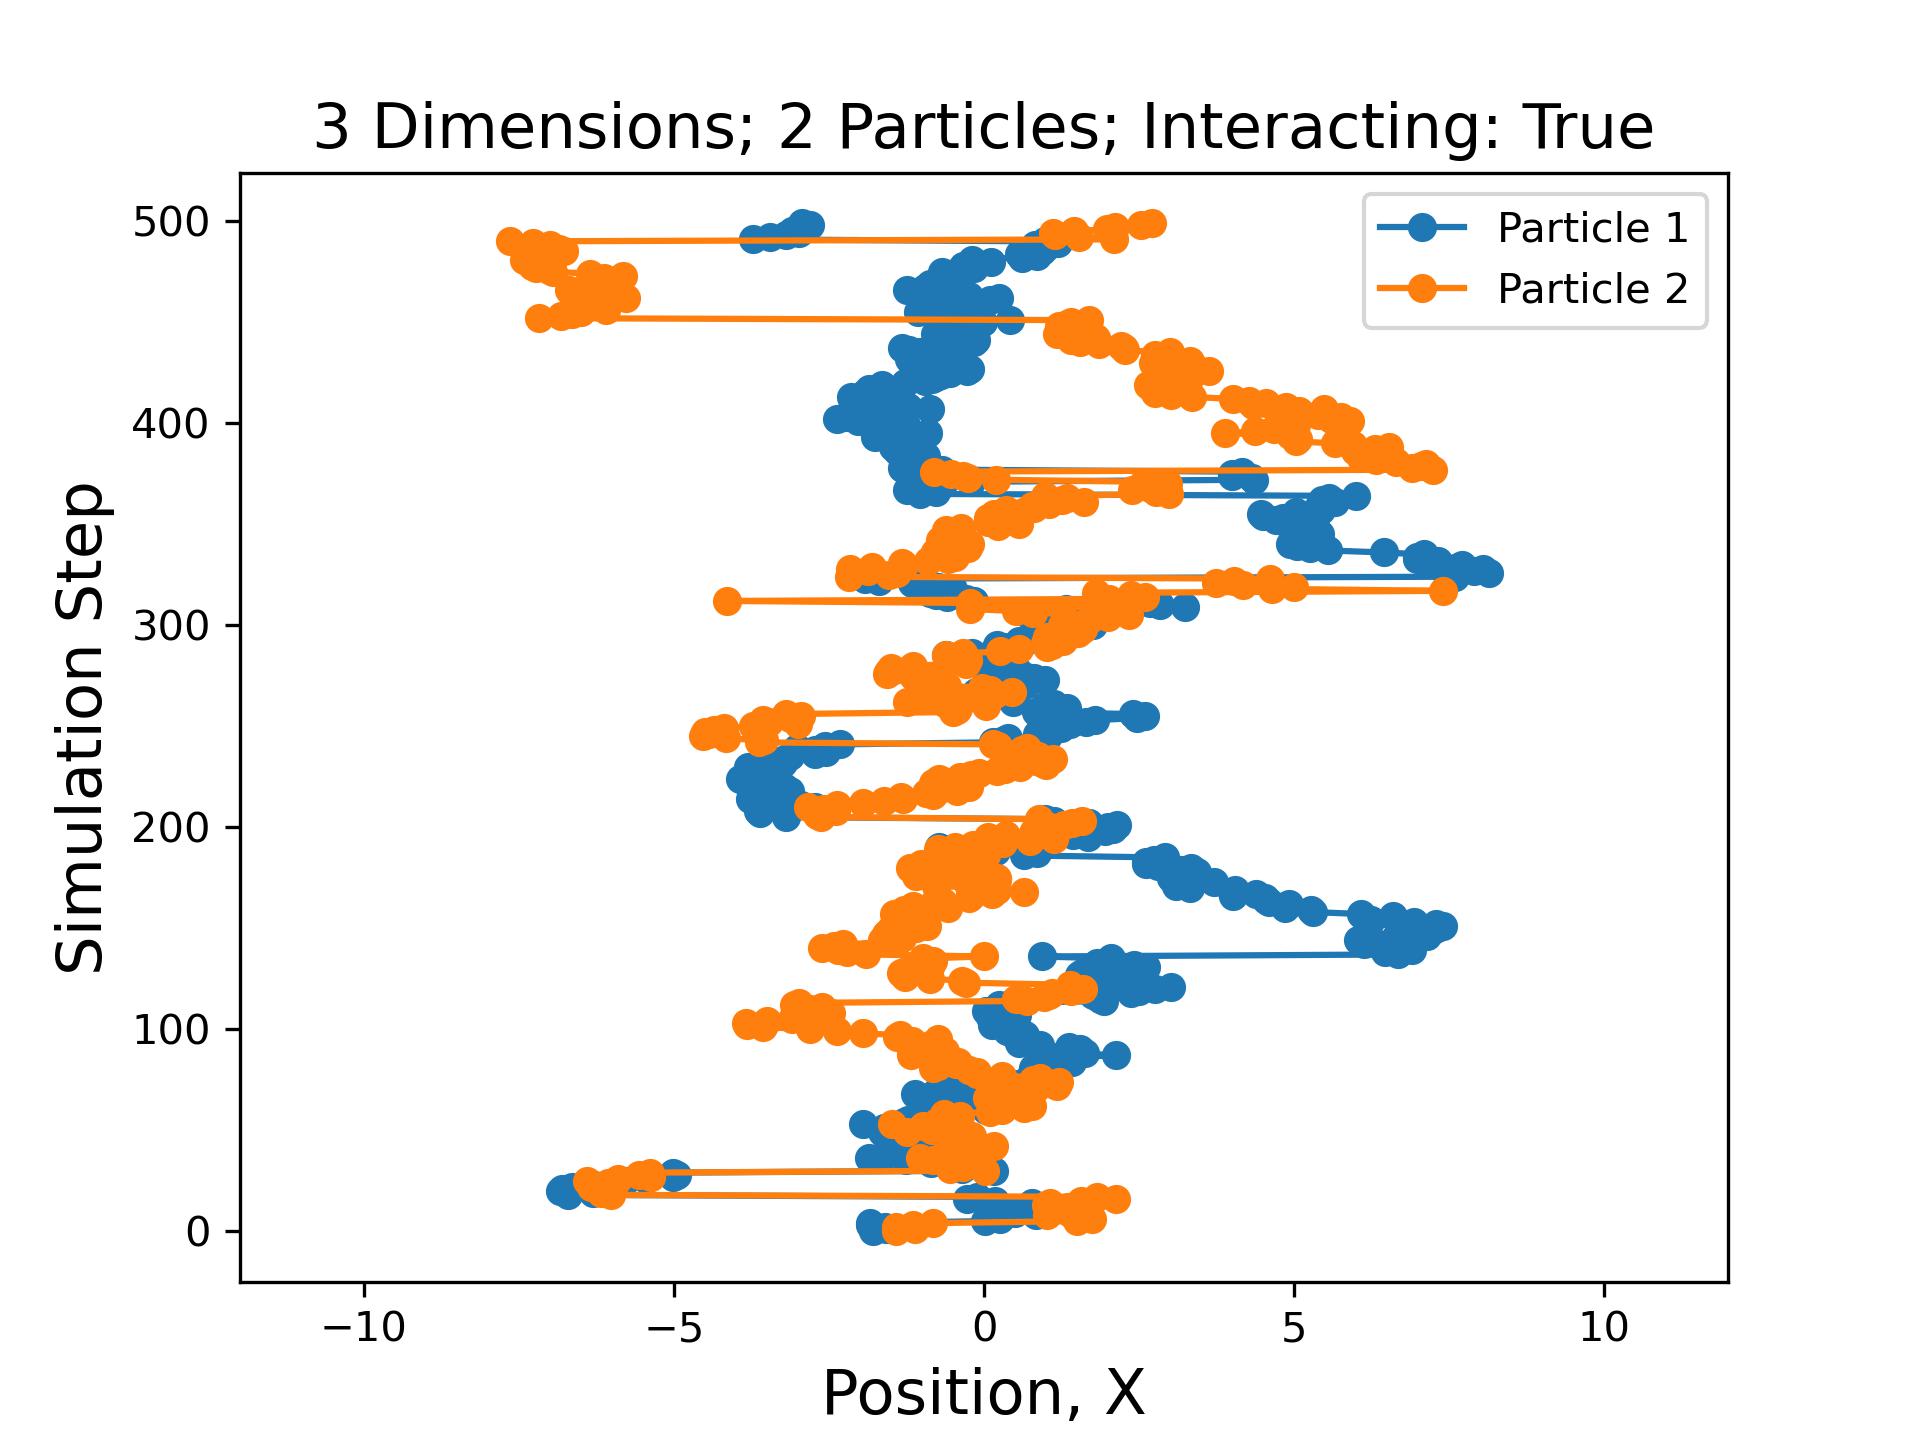 3 Dimensions; 2 Particles; Interacting: True
Particle 1
Particle 2
500
400
300
200
100
0
Simulation Step
−10
−5
0
5
10
Position, X